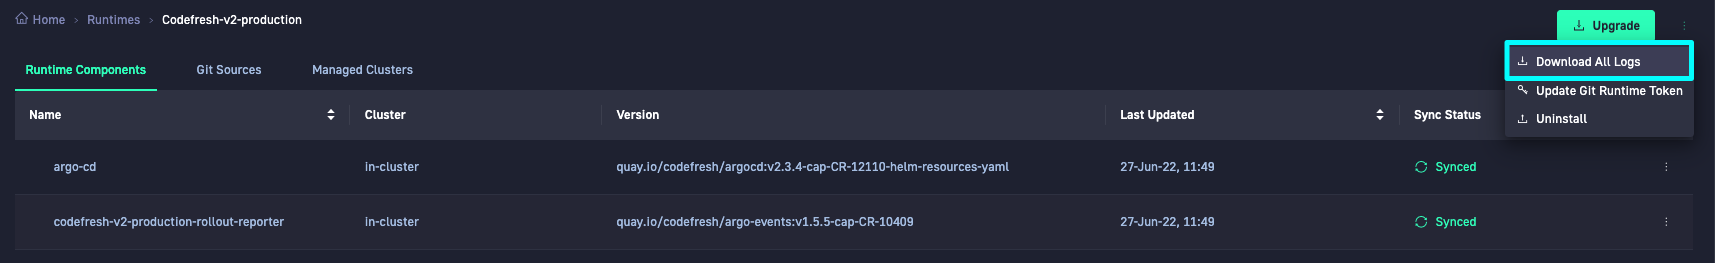 Home > Runtimes > Codefresh-v2-production
Upgrade
Download All Logs
Update Git Runtime Token
Uninstall
Runtime Components Git Sources Managed Clusters
Name Cluster Version Last Updated Sync Status
argo-cd in-cluster quay.io/codefresh/argocd:v2.3.4-cap-CR-12110-helm-resources-yaml 27-Jun-22, 11:49 Synced
codefresh-v2-production-rollout-reporter in-cluster quay.io/codefresh/argo-events:v1.5.5-cap-CR-10409 27-Jun-22, 11:49 Synced